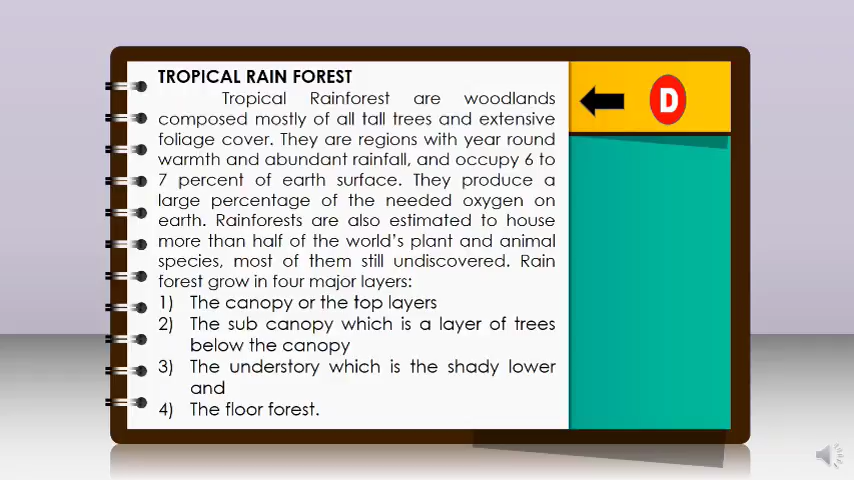 TROPICAL RAIN FOREST
Tropical Rainforest are woodlands
composed mostly of all tall trees and extensive
foliage cover. They are regions with year round
warmth and abundant rainfall, and occupy 6 to
7 percent of earth surface. They produce a
large percentage of the needed oxygen on
earth. Rainforests are also estimated to house
more than half of the world's plant and animal
species, most of them still undiscovered. Rain
forest grow in four major layers:
1) The canopy or the top layers
2) The sub canopy which is a layer of trees
below the canopy
3) The understory which is the shady lower
and
4) The floor forest.
D